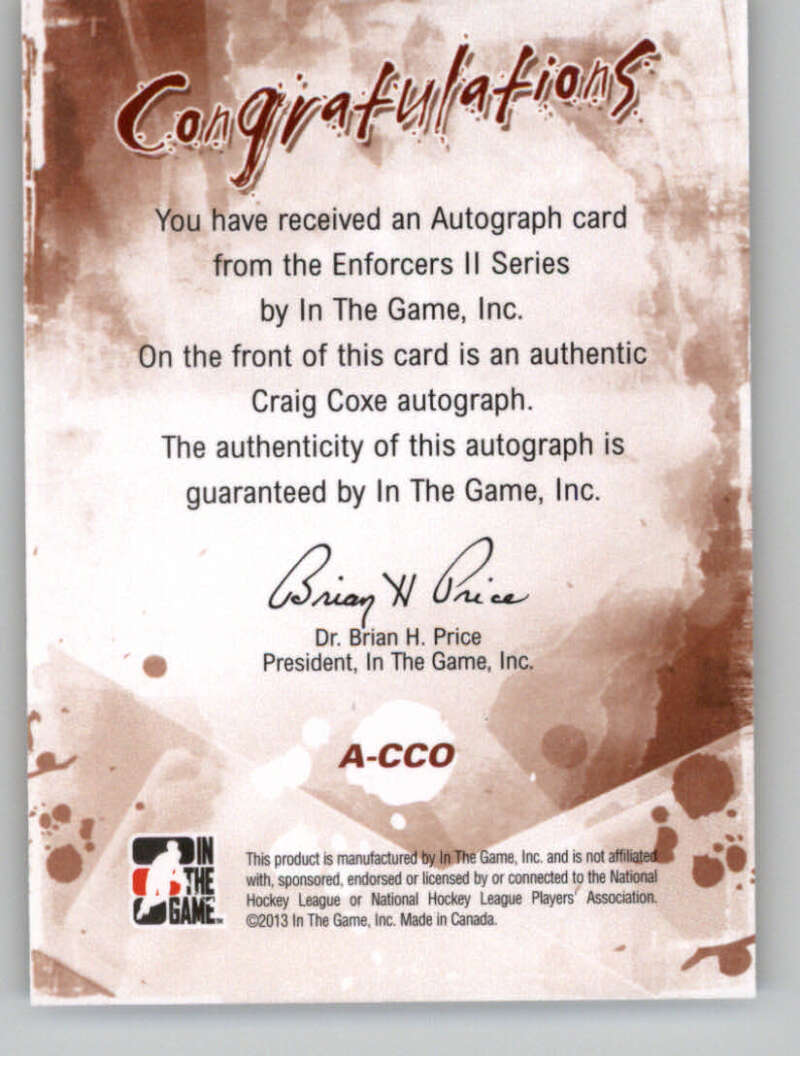 Congratulations
You have received an Autograph card
from the Enforcers II Series
by In The Game, Inc.
On the front of this card is an authentic
Craig Coxe autograph.
The authenticity of this autograph is
guaranteed by In The Game, Inc.
Brian H Price
Dr. Brian H. Price
President, In The Game, Inc.
A-CCO
IN
THE
GAME
This product is manufactured by In The Game, Inc. and is not affiliated
with, sponsored, endorsed or licensed by or connected to the National
Hockey League or National Hockey League Players' Association.
©2013 In The Game, Inc. Made in Canada.